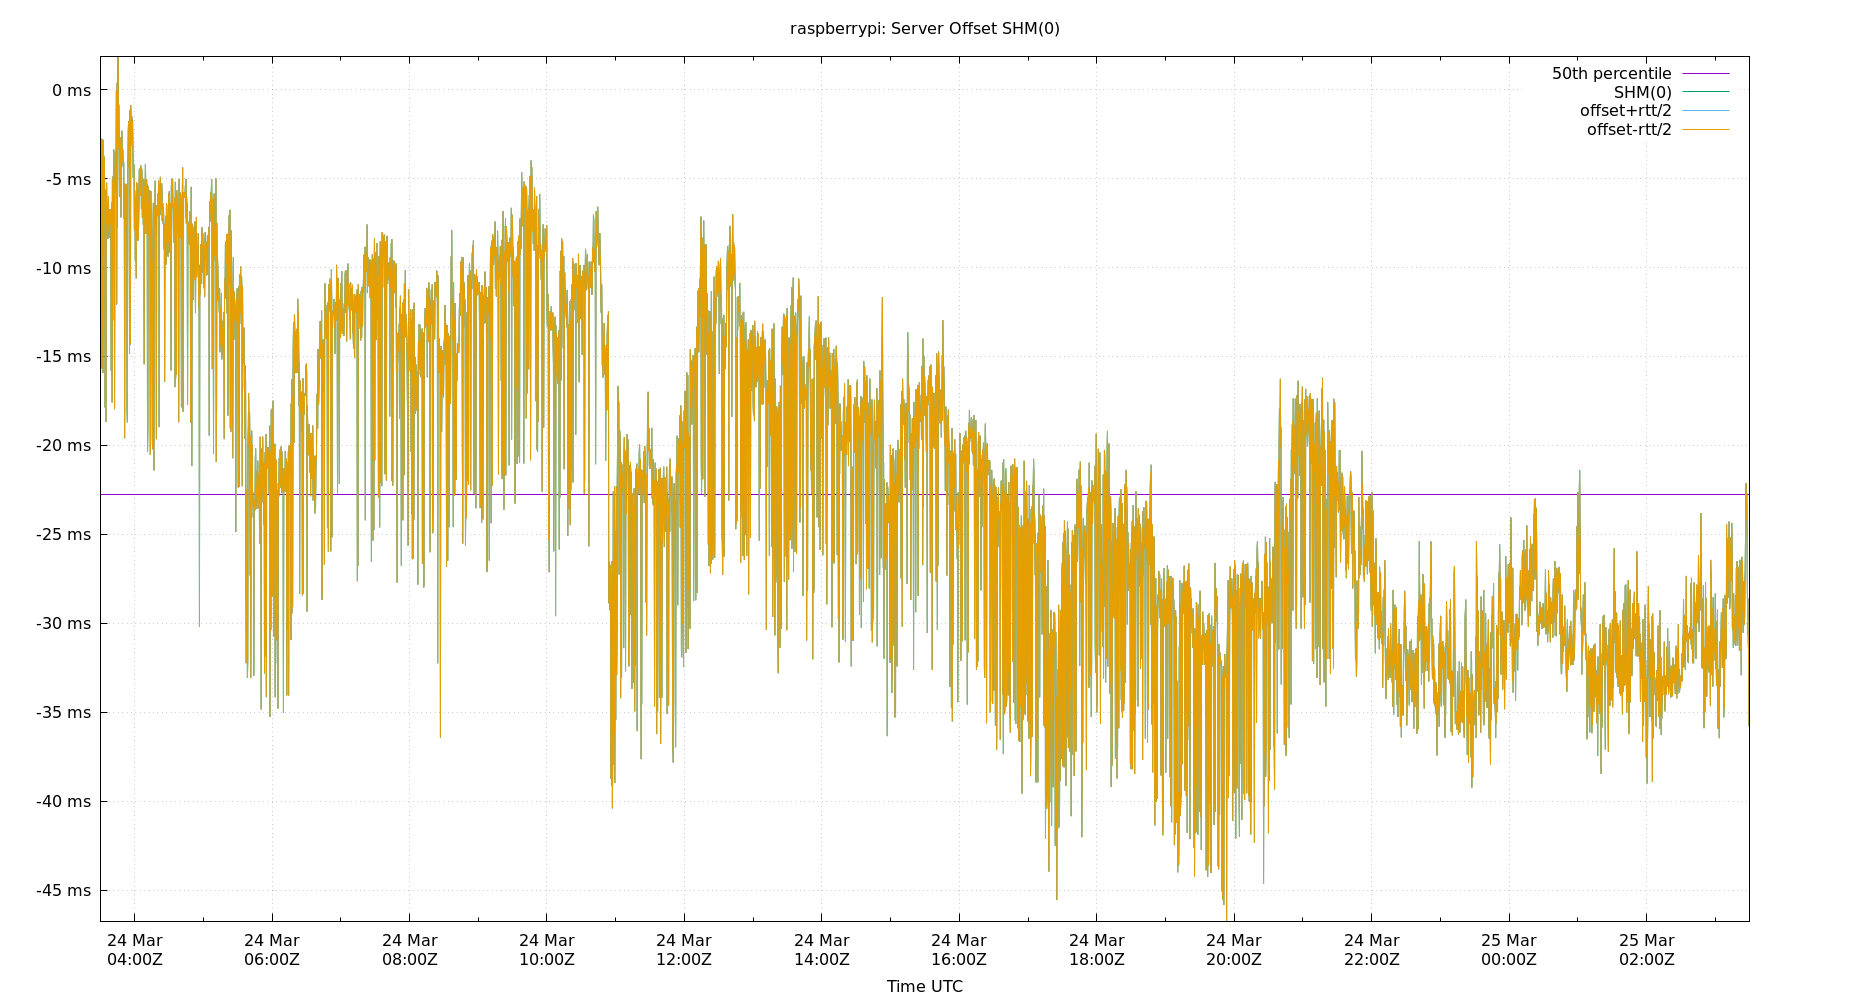 raspberrypi: Server Offset SHM(0)
50th percentile
SHM(0)
offset+rtt/2
offset-rtt/2
0 ms
-5 ms
-10 ms
-15 ms
-20 ms
-25 ms
-30 ms
-35 ms
-40 ms
-45 ms
24 Mar 24 Mar 24 Mar 24 Mar 24 Mar 24 Mar 24 Mar 24 Mar 24 Mar 24 Mar 25 Mar 25 Mar
04:00Z 06:00Z 08:00Z 10:00Z 12:00Z 14:00Z 16:00Z 18:00Z 20:00Z 22:00Z 00:00Z 02:00Z
Time UTC